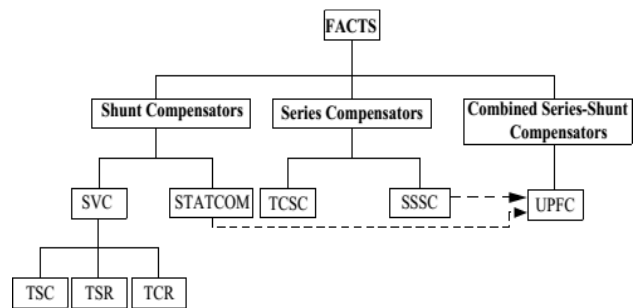 FACTS
Shunt Compensators
Series Compensators
Combined Series-Shunt
Compensators
SVC
STATCOM
TCSC
SSSC
UPFC
TSC
TSR
TCR